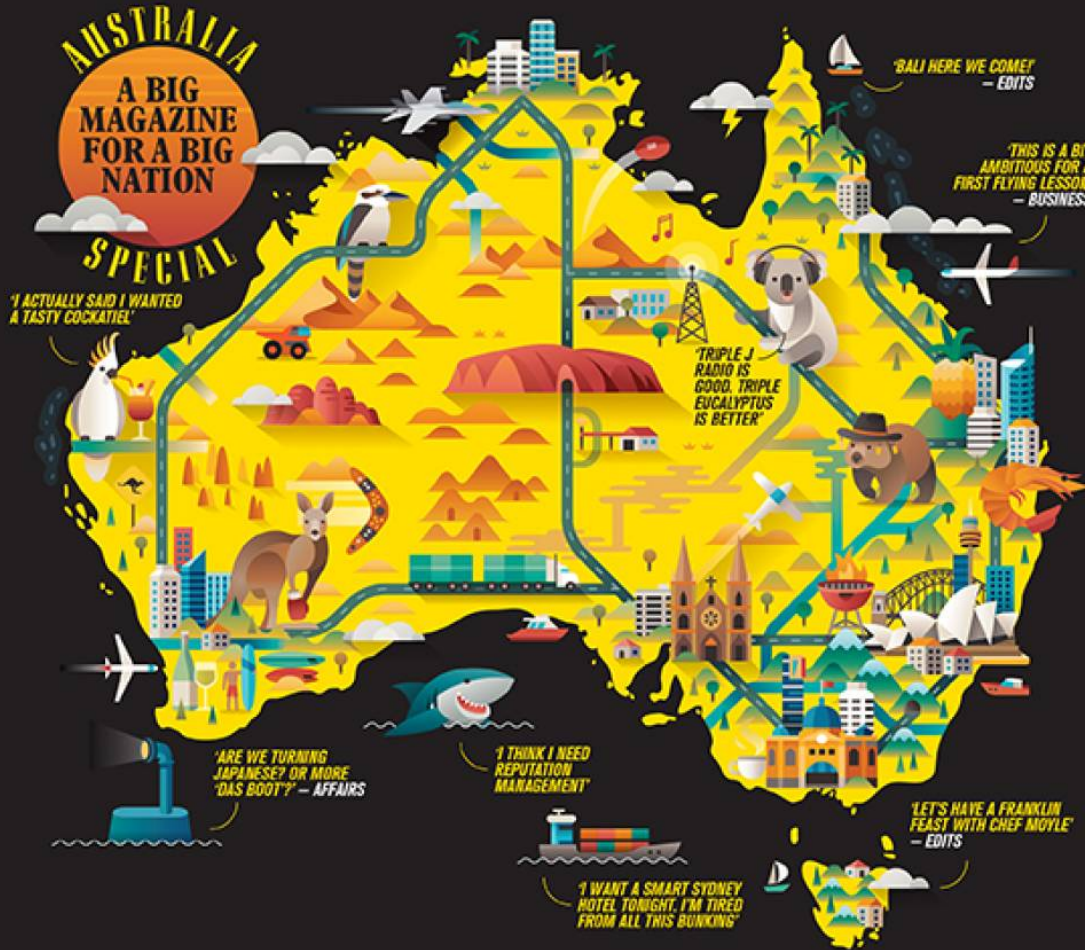 AUSTRALIA
A BIG
MAGAZINE
FOR A BIG
NATION
SPECIAL
'BALI HERE WE COME!'
– EDITS
'THIS IS A BI
AMBITIOUS FOR
FIRST FLYING LESSON
– BUSINESS
'I ACTUALLY SAID I WANTED
A TASTY COCKATIEL'
'TRIPLE J
RADIO IS
GOOD. TRIPLE
EUCALYPTUS
IS BETTER'
'ARE WE TURNING
JAPANESE? OR MORE
'DAS BOOT'?' – AFFAIRS
'I THINK I NEED
REPUTATION
MANAGEMENT'
'LET'S HAVE A FRANKLIN
FEAST WITH CHEF MOYLE'
– EDITS
'I WANT A SMART SYDNEY
HOTEL TONIGHT, I'M TIRED
FROM ALL THIS BUNKING'